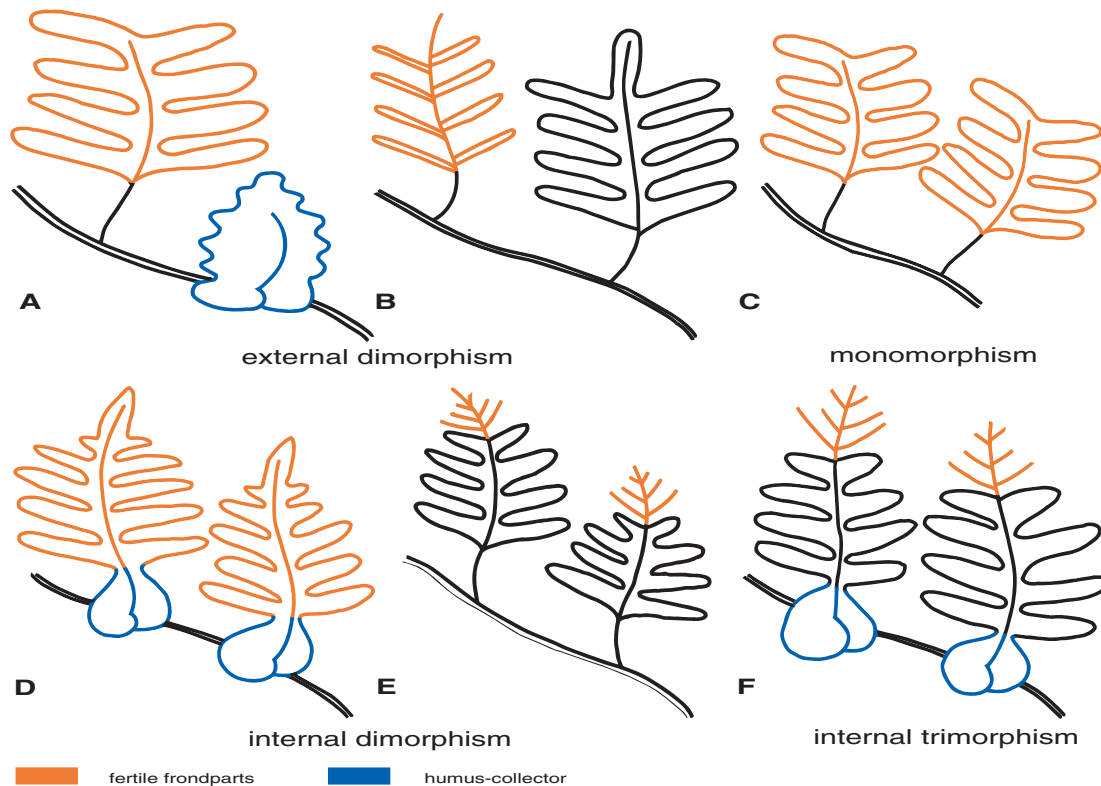 A
B
C
external dimorphism
monomorphism
D
E
F
internal dimorphism
internal trimorphism
fertile frondparts
humus-collector